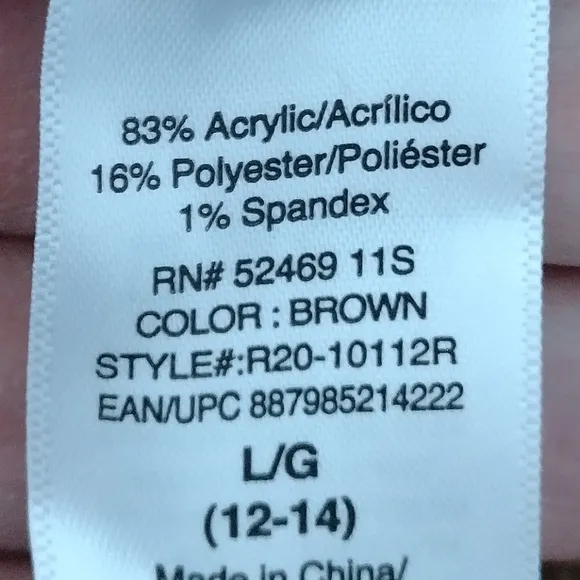 83% Acrylic/Acrílico
16% Polyester/Poliéster
1% Spandex
RN# 52469 11S
COLOR : BROWN
STYLE#:R20-10112R
EAN/UPC 887985214222
L/G
(12-14)
Made in China/